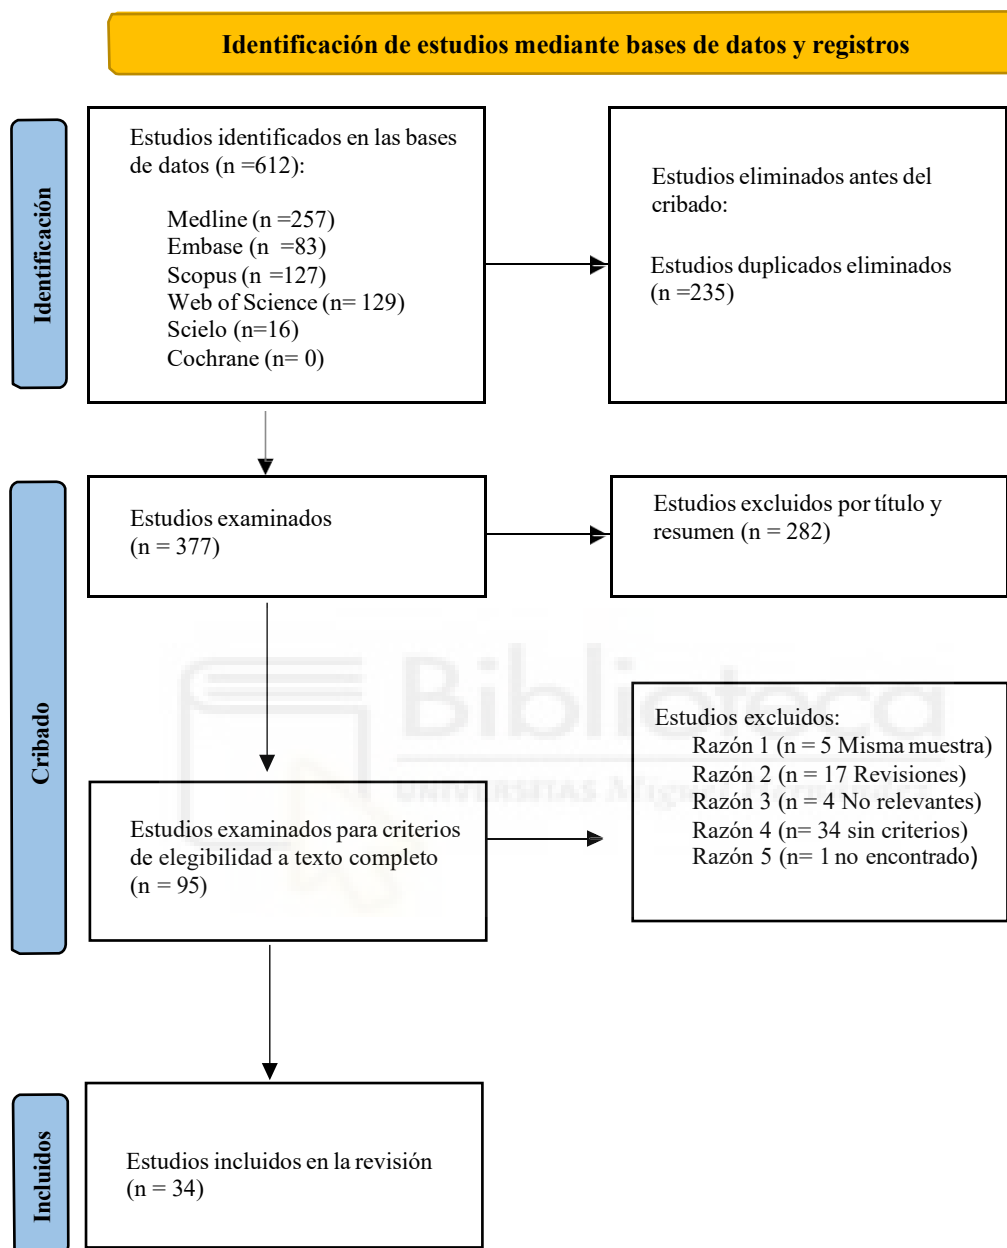 Identificación de estudios mediante bases de datos y registros
Identificación
Estudios identificados en las bases
de datos (n =612):
Medline (n =257)
Embase (n =83)
Scopus (n =127)
Web of Science (n= 129)
Scielo (n=16)
Cochrane (n= 0)
Estudios eliminados antes del
cribado:
Estudios duplicados eliminados
(n =235)
Cribado
Estudios examinados
(n = 377)
Estudios excluidos por título y
resumen (n = 282)
Biblioteca
UNIVERSITAS Miguel Hernández
Estudios examinados para criterios
de elegibilidad a texto completo
(n = 95)
Estudios excluidos:
Razón 1 (n = 5 Misma muestra)
Razón 2 (n = 17 Revisiones)
Razón 3 (n = 4 No relevantes)
Razón 4 (n= 34 sin criterios)
Razón 5 (n= 1 no encontrado)
Incluidos
Estudios incluidos en la revisión
(n = 34)